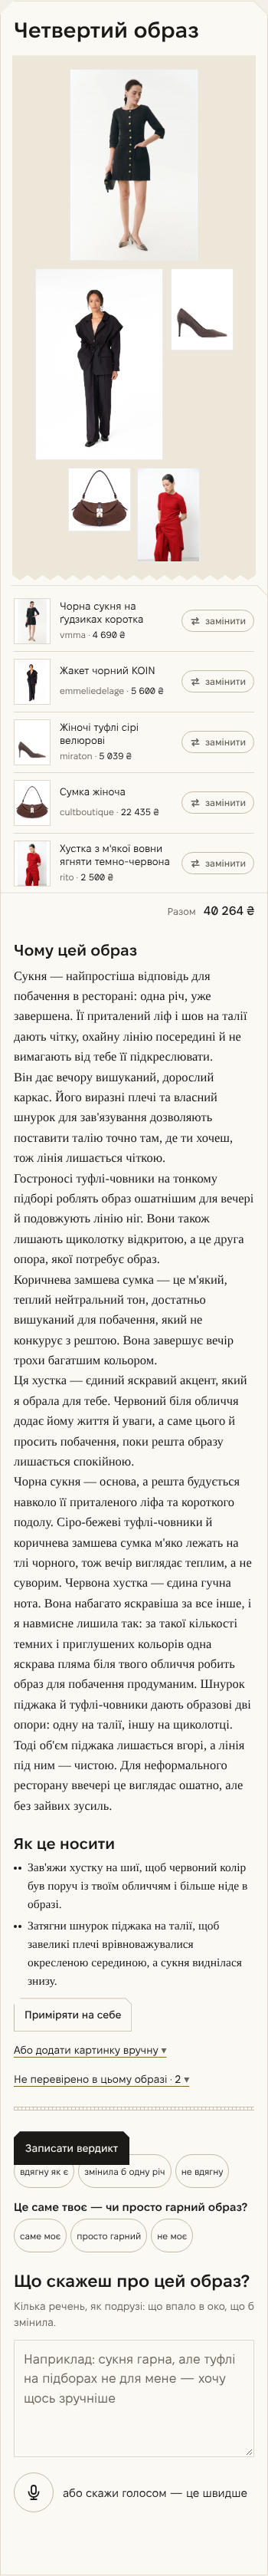 Четвертий образ
Чорна сукня на
ґудзиках коротка
vmma · 4 690 ₴
⇄ замінити
Жакет чорний KOIN
emmeliedelage · 5 600 ₴
⇄ замінити
Жіночі туфлі сірі
велюрові
miraton · 5 039 ₴
⇄ замінити
Сумка жіноча
cultboutique · 22 435 ₴
⇄ замінити
Хустка з м'якої вовни
ягняти темно-червона
rito · 2 500 ₴
⇄ замінити
Разом 40 264 ₴
Чому цей образ
Сукня — найпростіша відповідь для
побачення в ресторані: одна річ, уже
завершена. Її приталений ліф і шов на талії
дають чітку, охайну лінію посередині й не
вимагають від тебе її підкреслювати.
Він дає вечору вишуканий, дорослий
каркас. Його виразні плечі та власний
шнурок для зав'язування дозволяють
поставити талію точно там, де ти хочеш,
тож лінія лишається чіткою.
Гостроносі туфлі-човники на тонкому
підборі роблять образ ошатнішим для вечері
й подовжують лінію ніг. Вони також
лишають щиколотку відкритою, а це друга
опора, якої потребує образ.
Коричнева замшева сумка — це м'який,
теплий нейтральний тон, достатньо
вишуканий для побачення, який не
конкурує з рештою. Вона завершує вечір
трохи багатшим кольором.
Ця хустка — єдиний яскравий акцент, який
я обрала для тебе. Червоний біля обличчя
додає йому життя й уваги, а саме цього й
просить побачення, поки решта образу
лишається спокійною.
Чорна сукня — основа, а решта будується
навколо її приталеного ліфа та короткого
подолу. Сіро-бежеві туфлі-човники й
коричнева замшева сумка м'яко лежать на
тлі чорного, тож вечір виглядає теплим, а не
суворим. Червона хустка — єдина гучна
нота. Вона набагато яскравіша за все інше, і
я навмисне лишила так: за такої кількості
темних і приглушених кольорів одна
яскрава пляма біля твого обличчя робить
образ для побачення продуманим. Шнурок
піджака й туфлі-човники дають образові дві
опори: одну на талії, іншу на щиколотці.
Тоді об'єм піджака лишається вгорі, а лінія
під ним — чистою. Для неформального
ресторану ввечері це виглядає ошатно, але
без зайвих зусиль.
Як це носити
•• Зав'яжи хустку на шиї, щоб червоний колір
був поруч із твоїм обличчям і більше ніде в
образі.
•• Затягни шнурок піджака на талії, щоб
завеликі плечі врівноважувалися
окресленою серединою, а сукня виднілася
знизу.
Приміряти на себе
Або додати картинку вручну ▾
Не перевірено в цьому образі · 2 ▾
Записати вердикт
вдягну як є
змінила б одну річ
не вдягну
Це саме твоє — чи просто гарний образ?
саме моє
просто гарний
не моє
Що скажеш про цей образ?
Кілька речень, як подрузі: що впало в око, що б
змінила.
Наприклад: сукня гарна, але туфлі
на підборах не для мене — хочу
щось зручніше
або скажи голосом — це швидше